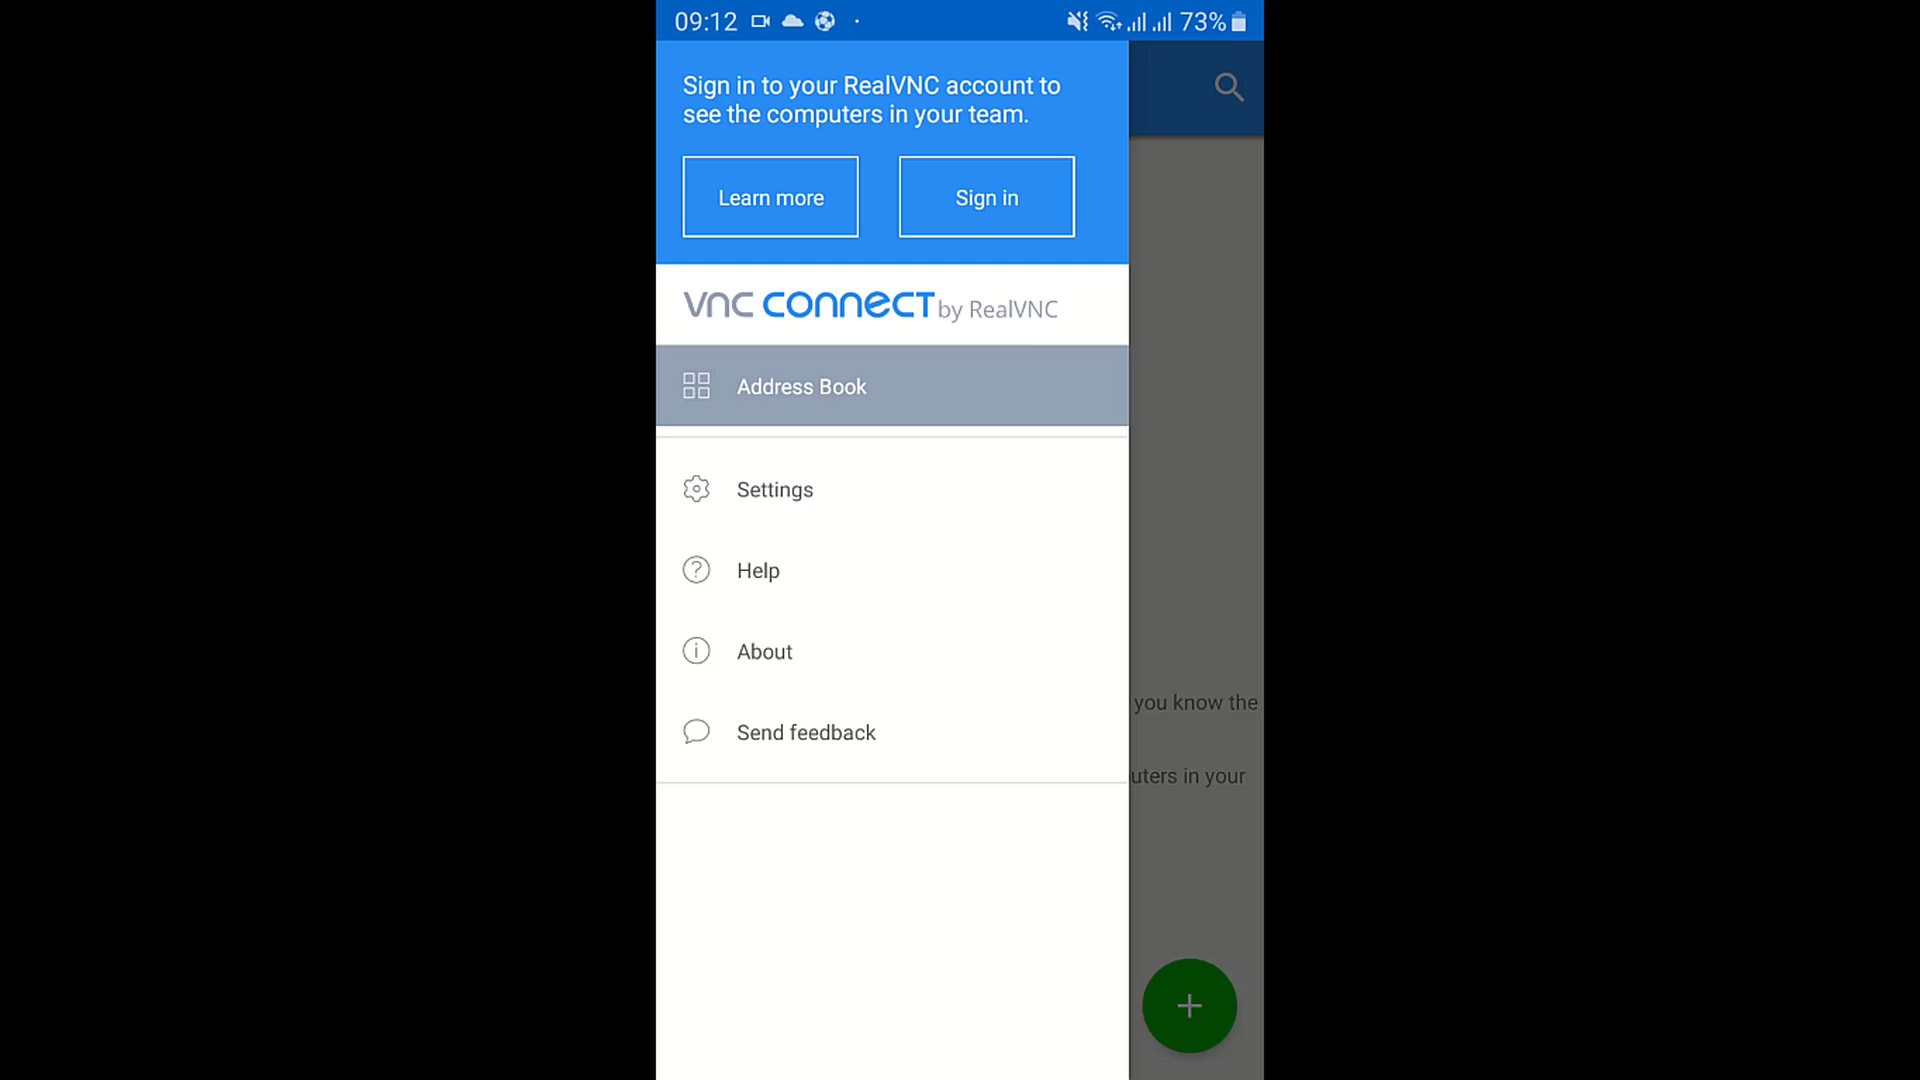 09:12
73%
Sign in to your RealVNC account to
see the computers in your team.
Learn more
Sign in
vnc connect by RealVNC
Address Book
Settings
Help
About
you know the
Send feedback
uters in your